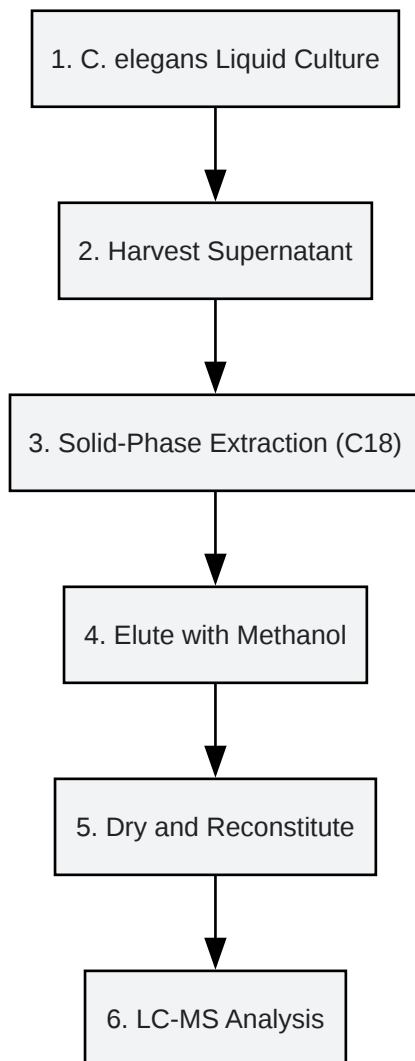 1. C. elegans Liquid Culture
2. Harvest Supernatant
3. Solid-Phase Extraction (C18)
4. Elute with Methanol
5. Dry and Reconstitute
6. LC-MS Analysis